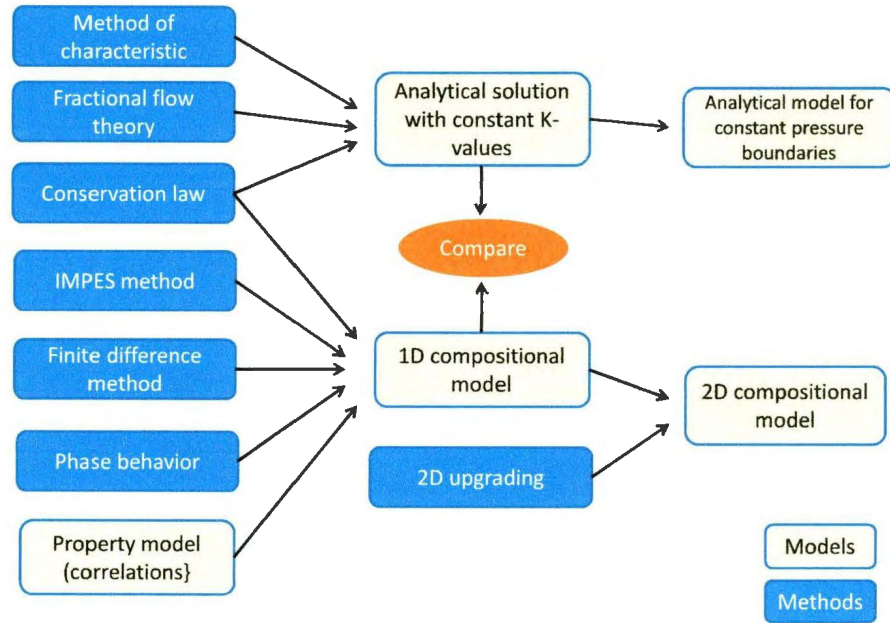 Method of
characteristic
Fractional flow
theory
Conservation law
IMPES method
Finite difference
method
Phase behavior
Property model
(correlations}
Analytical solution
with constant K-
values
Compare
1D compositional
model
2D upgrading
Analytical model for
constant pressure
boundaries
2D compositional
model
Models
Methods